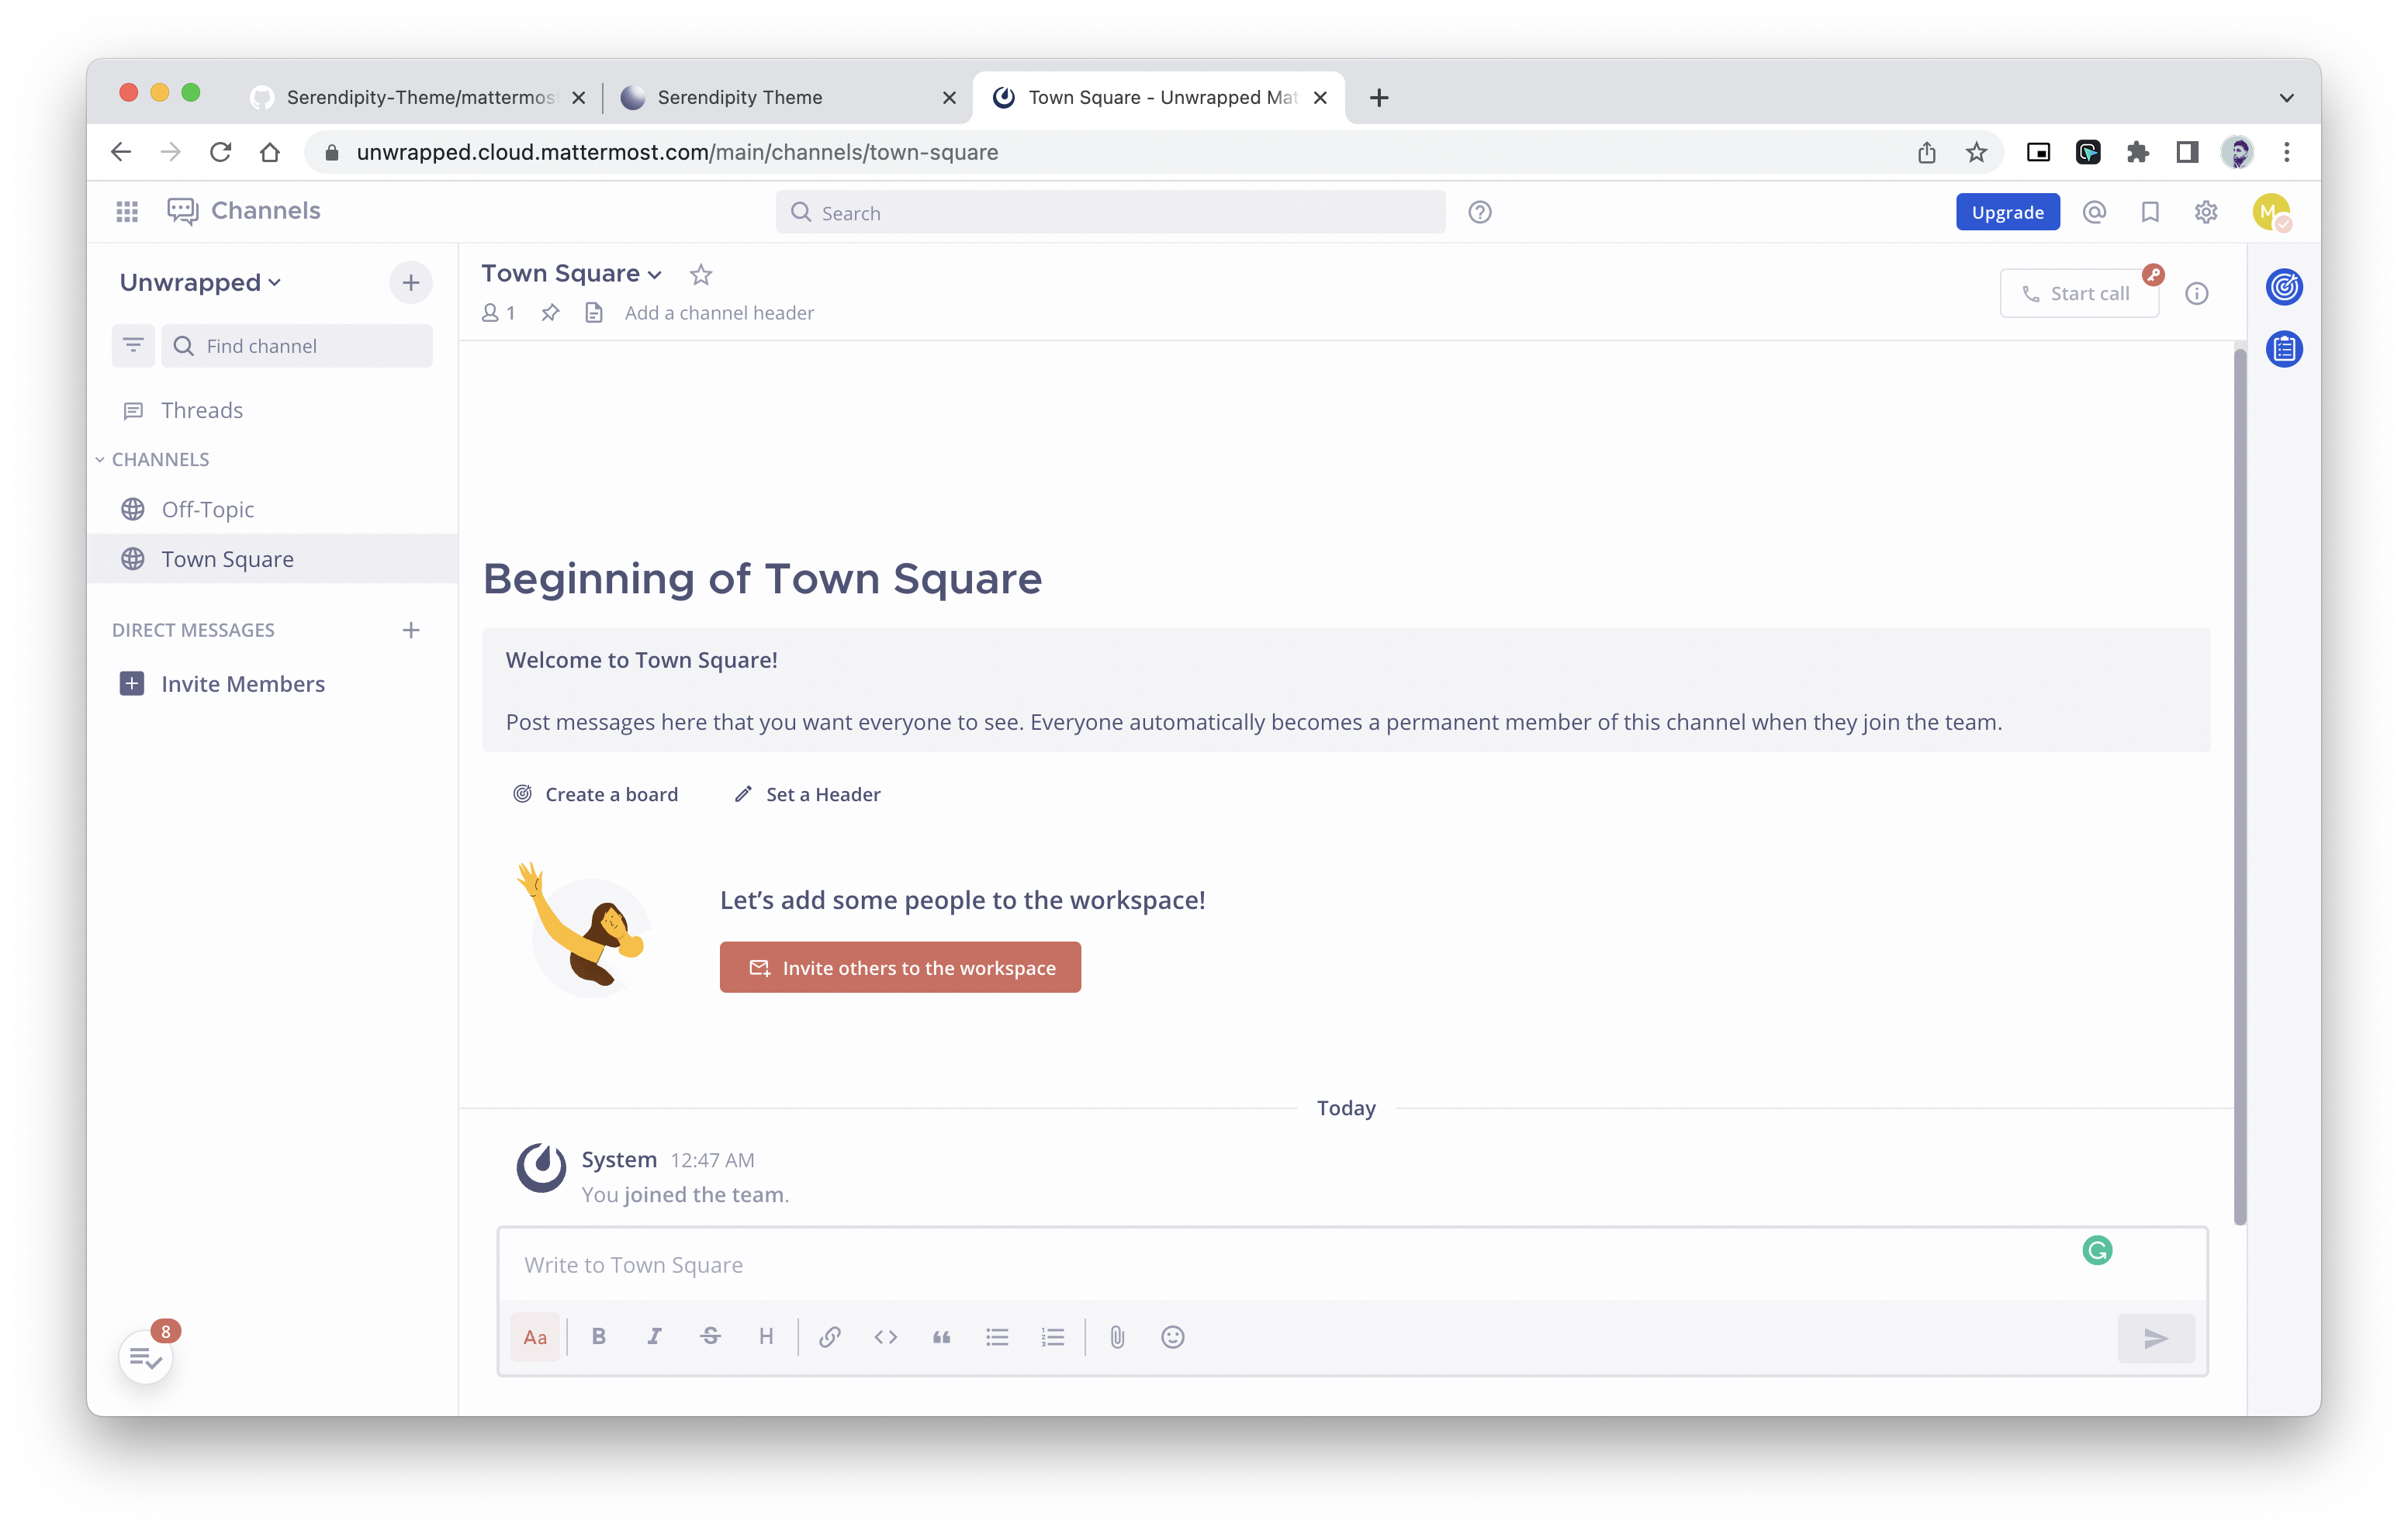 Serendipity-Theme/mattermos
Serendipity Theme
Town Square - Unwrapped Mat
unwrapped.cloud.mattermost.com/main/channels/town-square
Channels
Search
Upgrade
M
Unwrapped
Town Square
1
Add a channel header
Start call
Find channel
Threads
CHANNELS
Off-Topic
Town Square
DIRECT MESSAGES
Invite Members
Beginning of Town Square
Welcome to Town Square!
Post messages here that you want everyone to see. Everyone automatically becomes a permanent member of this channel when they join the team.
Create a board
Set a Header
Let’s add some people to the workspace!
Invite others to the workspace
Today
System 12:47 AM
You joined the team.
Write to Town Square
Aa B I S H
8